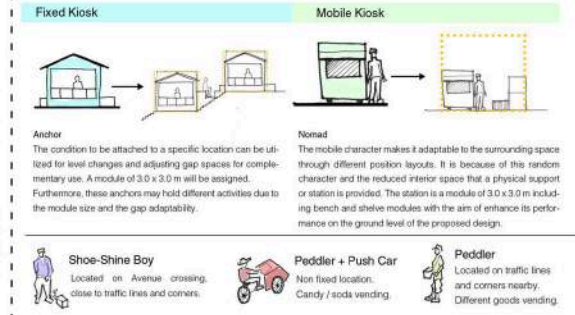 Fixed Kiosk
Mobile Kiosk
Anchor
The condition to be attached to a specific location can be uti-
lized for level changes and adjusting gap spaces for comple-
mentary use. A module of 3.0 x 3.0 m will be assigned.
Furthermore, these anchors may hold different activities due to
the module size and the gap adaptability.
Nomad
The mobile character makes it adaptable to the surrounding space
through different position layouts. It is because of this random
character and the reduced interior space that a physical support
or station is provided. The station is a module of 3.0 x 3.0 m includ-
ing bench and shelve modules with the aim of enhance its perfor-
mance on the ground level of the proposed design.
Shoe-Shine Boy
Located on Avenue crossing,
close to traffic lines and corners.
Peddler + Push Car
Non fixed location.
Candy / soda vending.
Peddler
Located on traffic lines
and corners nearby.
Different goods vending.